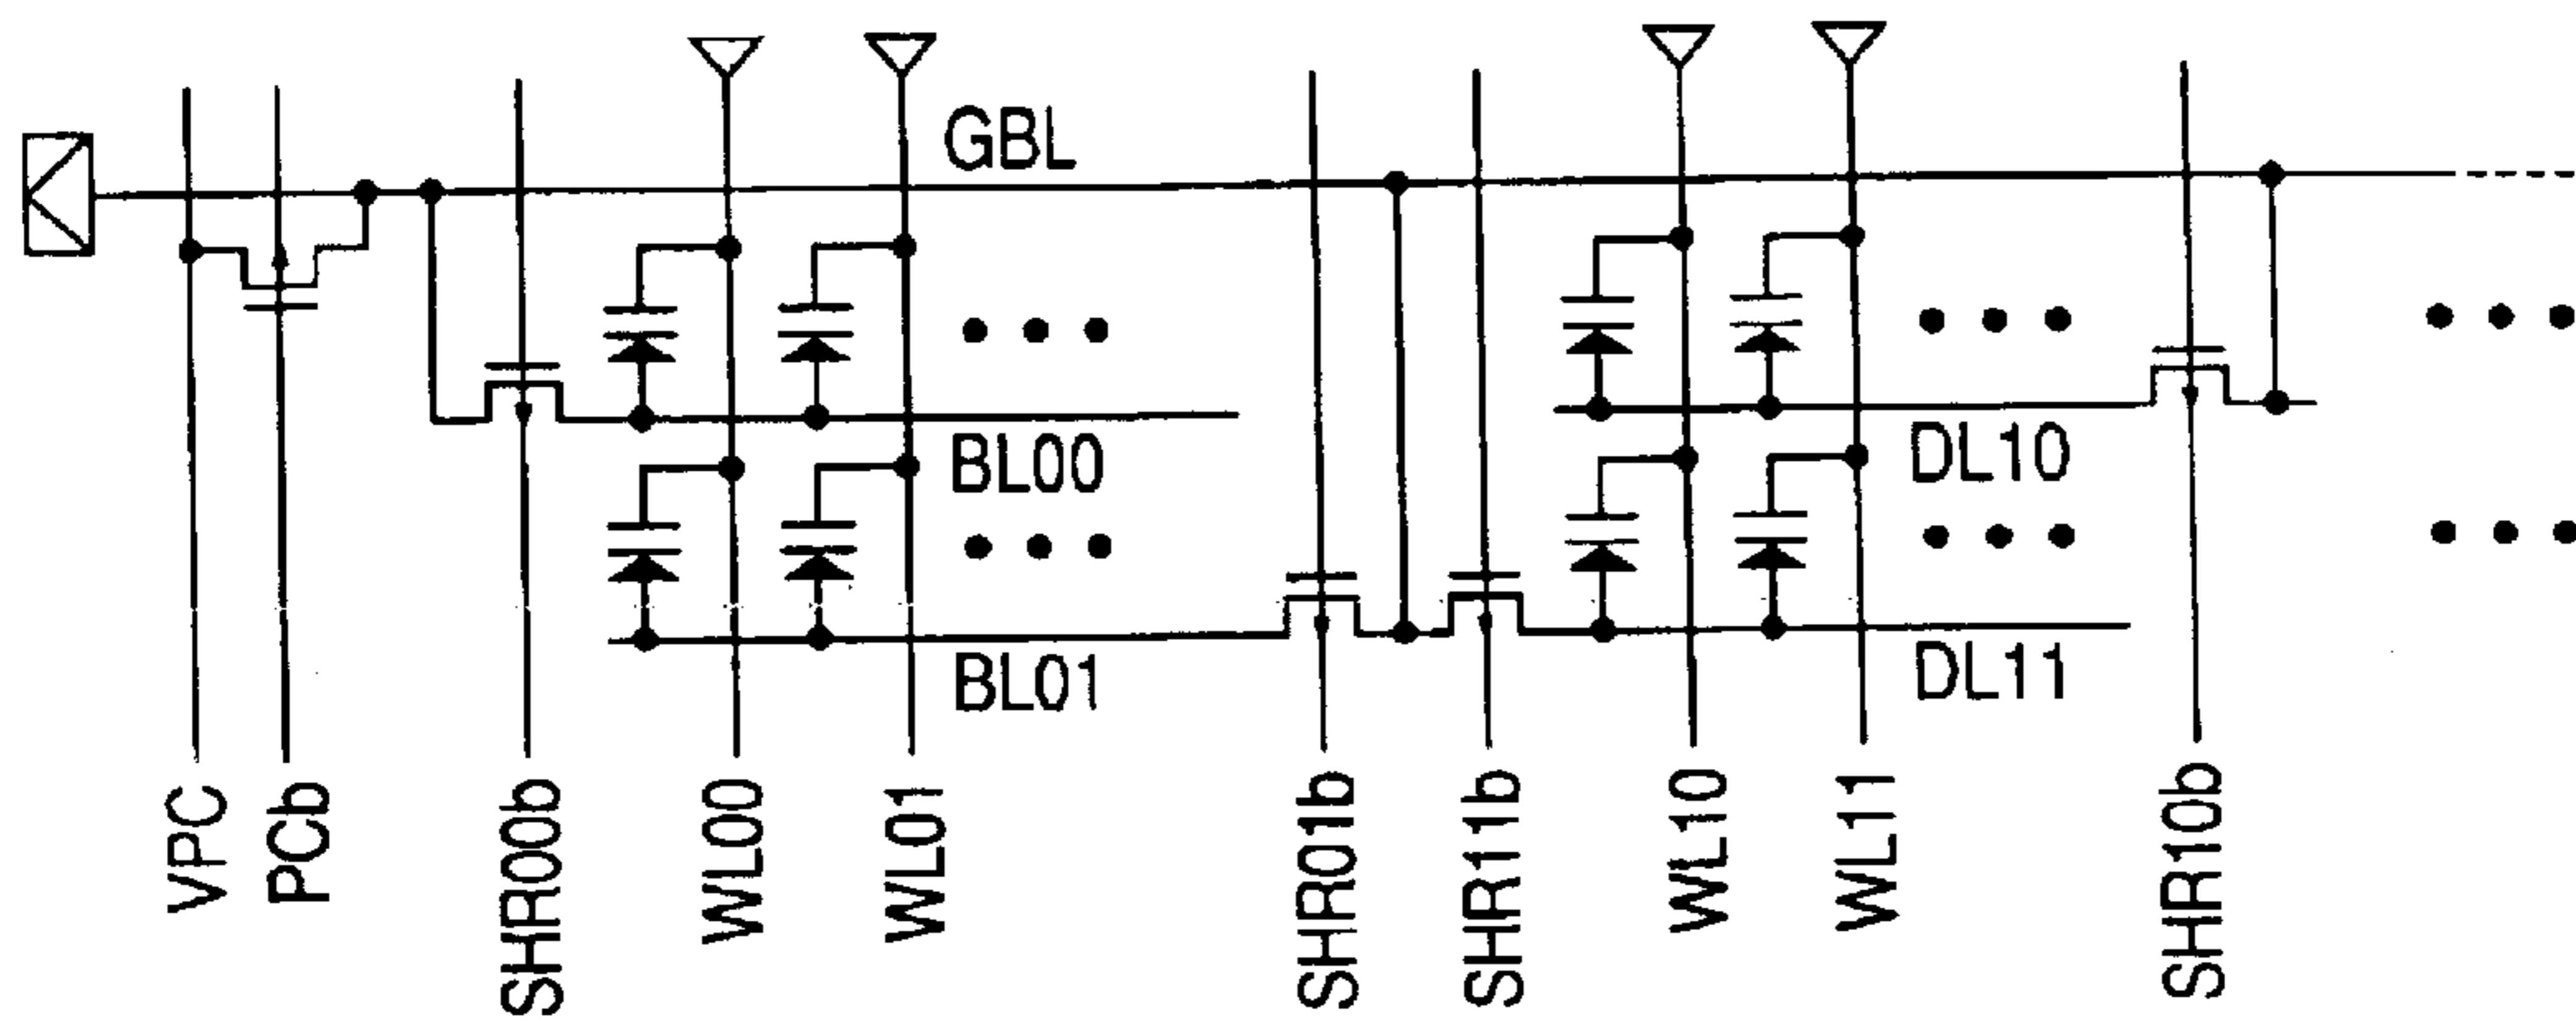 GBL
BL00
DL10
BL01
DL11
VPC
PCb
SHR00b
WL00
WL01
SHR01b
SHR11b
WL10
WL11
SHR10b